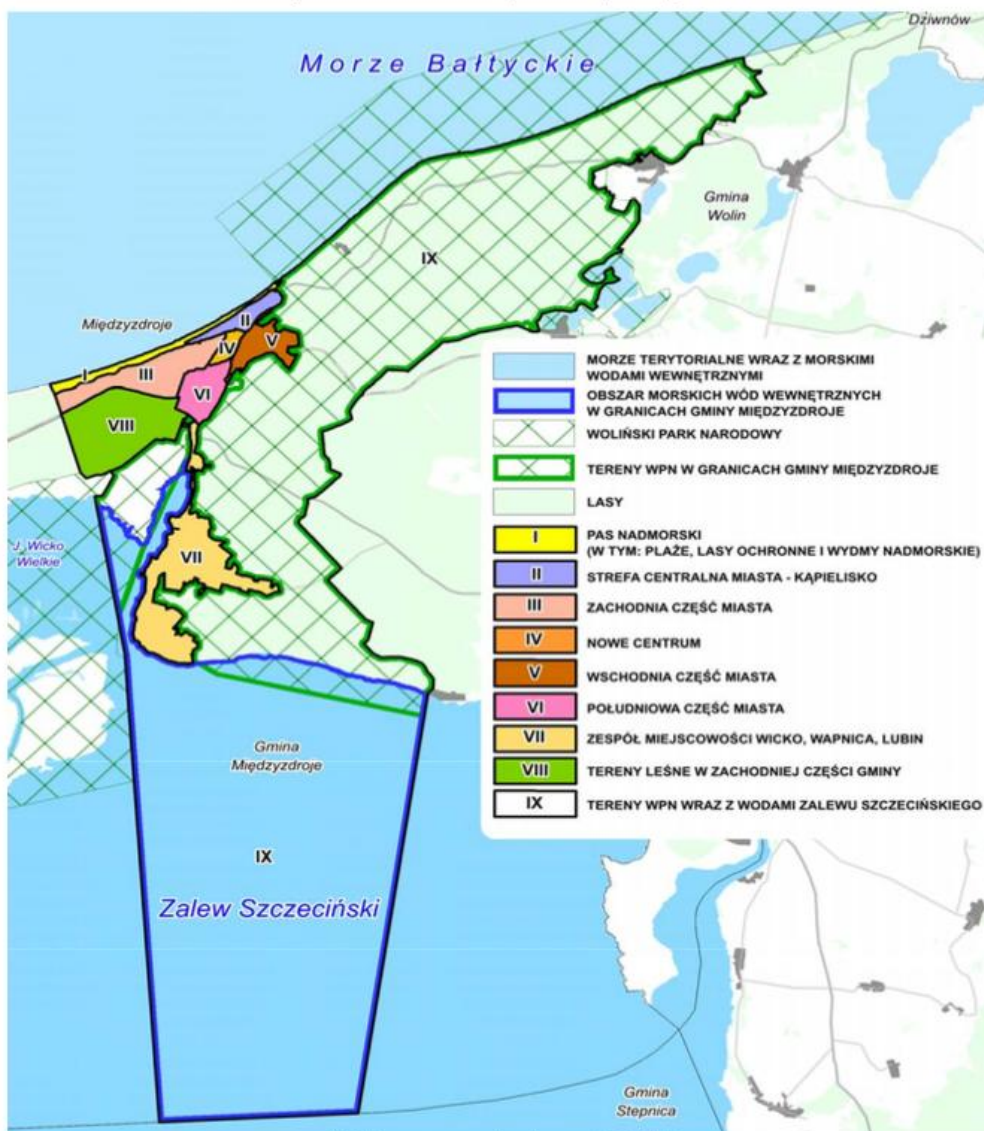 Dziwnów
Morze Bałtyckie
Gmina
Wolin
IX
Międzyzdroje
II
I
III
IV
V
VI
VIII
J. Wicko
Wielkie
VII
Gmina
Międzyzdroje
IX
Zalew Szczeciński
Gmina
Stepnica
MORZE TERYTORIALNE WRAZ Z MORSKIMI
WODAMI WEWNĘTRZNYMI
OBSZAR MORSKICH WÓD WEWNĘTRZNYCH
W GRANICACH GMINY MIĘDZYZDROJE
WOLIŃSKI PARK NARODOWY
TERENY WPN W GRANICACH GMINY MIĘDZYZDROJE
LASY
I PAS NADMORSKI
(W TYM: PLAŻE, LASY OCHRONNE I WYDMY NADMORSKIE)
II STREFA CENTRALNA MIASTA - KĄPIELISKO
III ZACHODNIA CZĘŚĆ MIASTA
IV NOWE CENTRUM
V WSCHODNIA CZĘŚĆ MIASTA
VI POŁUDNIOWA CZĘŚĆ MIASTA
VII ZESPÓŁ MIEJSCOWOŚCI WICKO, WAPNICA, LUBIN
VIII TERENY LEŚNE W ZACHODNIEJ CZĘŚCI GMINY
IX TERENY WPN WRAZ Z WODAMI ZALEWU SZCZECIŃSKIEGO